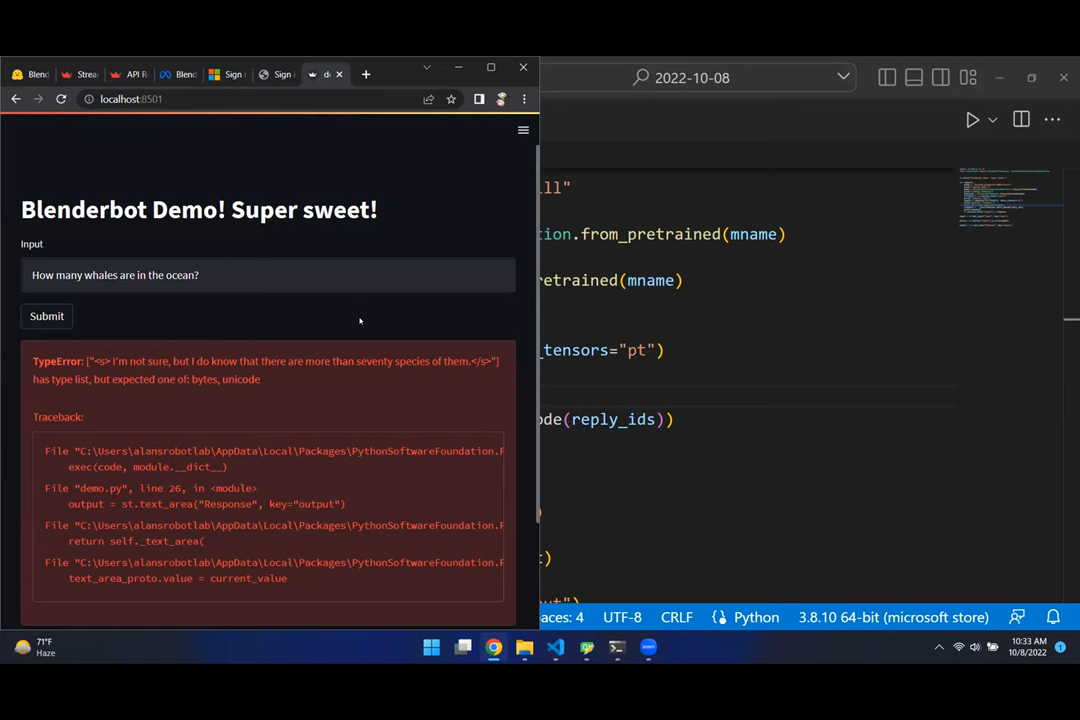 Blend
Strea
API R
Blend
Sign i
Sign i
de
2022-10-08
localhost:8501
Blenderbot Demo! Super sweet!
Input
How many whales are in the ocean?
Submit
TypeError: ["<s> I'm not sure, but I do know that there are more than seventy species of them.</s>"]
has type list, but expected one of: bytes, unicode
Traceback:
File "C:\Users\alansrobotlab\AppData\Local\Packages\PythonSoftwareFoundation.
exec(code, module.__dict__)
File "demo.py", line 26, in <module>
output = st.text_area("Response", key="output")
File "C:\Users\alansrobotlab\AppData\Local\Packages\PythonSoftwareFoundation.
return self._text_area(
File "C:\Users\alansrobotlab\AppData\Local\Packages\PythonSoftwareFoundation.
text_area_proto.value = current_value
ill"
tion.from_pretrained(mname)
retrained(mname)
_tensors="pt")
ode(reply_ids))
)
t)
aces: 4 UTF-8 CRLF Python 3.8.10 64-bit (microsoft store)
71°F
Haze
10:33 AM
10/8/2022
1